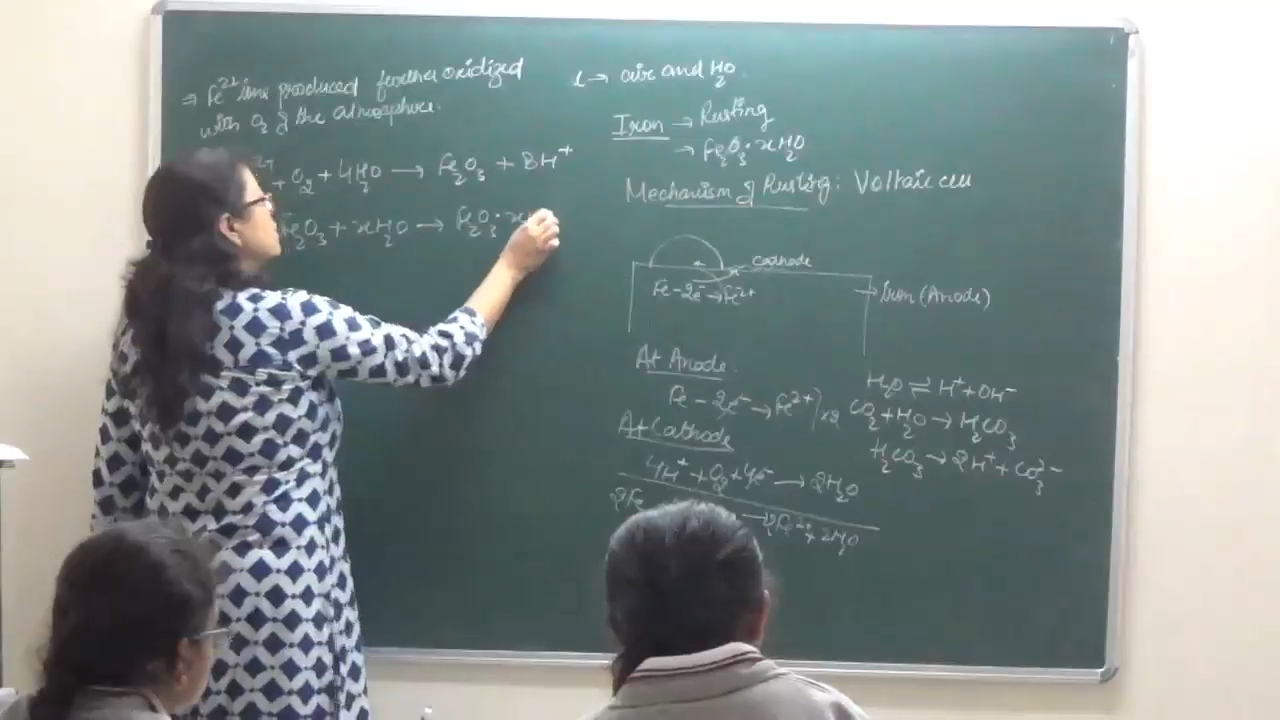 ⇒ Fe²⁺ ions produced further oxidized
with O₂ of the atmosphere.
+ O₂ + 4H₂O → Fe₂O₃ + 8H⁺
Fe₂O₃ + xH₂O → Fe₂O₃·x
→ air and H₂O.
Iron → Rusting
→ Fe₂O₃·xH₂O
Mechanism of Rusting: Voltaic cell
cathode
Fe-2e⁻→Fe²⁺
→ Iron (Anode)
At Anode.
Fe - 2e⁻ → Fe²⁺) ×2
At Cathode
4H⁺ + O₂ + 4e⁻ → 2H₂O
2Fe → 2Fe²⁺ + 2H₂O
H₂O ⇌ H⁺ + OH⁻
CO₂ + H₂O → H₂CO₃
H₂CO₃ → 2H⁺ + CO₃²⁻